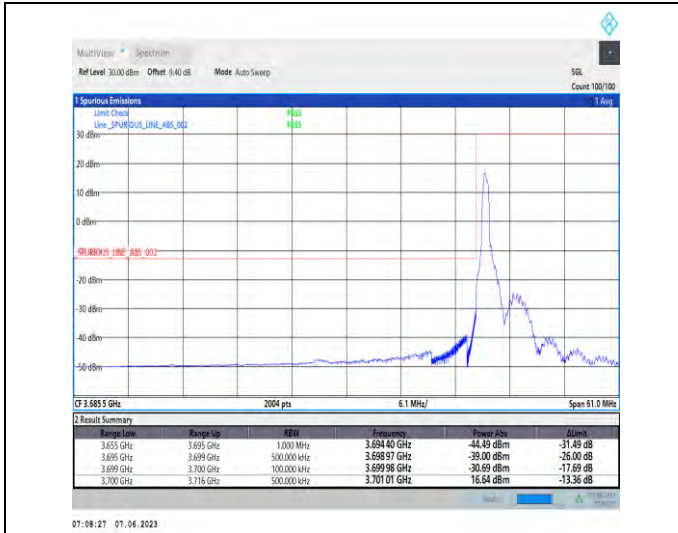 MultiView Spectrum
Ref Level 30.00 dBm Offset 9.40 dB Mode Auto Sweep SGL
Count 100/100
1 Spurious Emissions 1 Avg
Limit Check PASS
Line _SPURIOUS_LINE_ABS_002 PASS
30 dBm
20 dBm
10 dBm
0 dBm
_SPURIOUS_LINE_ABS_002
-20 dBm
-30 dBm
-40 dBm
-50 dBm
CF 3.6855 GHz 2004 pts 6.1 MHz/ Span 61.0 MHz
2 Result Summary
Range Low Range Up RBW Frequency Power Abs ΔLimit
3.655 GHz 3.695 GHz 1.000 MHz 3.694 40 GHz -44.49 dBm -31.49 dB
3.695 GHz 3.699 GHz 500.000 kHz 3.698 97 GHz -39.00 dBm -26.00 dB
3.699 GHz 3.700 GHz 100.000 kHz 3.699 98 GHz -30.69 dBm -17.69 dB
3.700 GHz 3.716 GHz 500.000 kHz 3.701 01 GHz 16.64 dBm -13.36 dB
07:08:27 07.06.2023